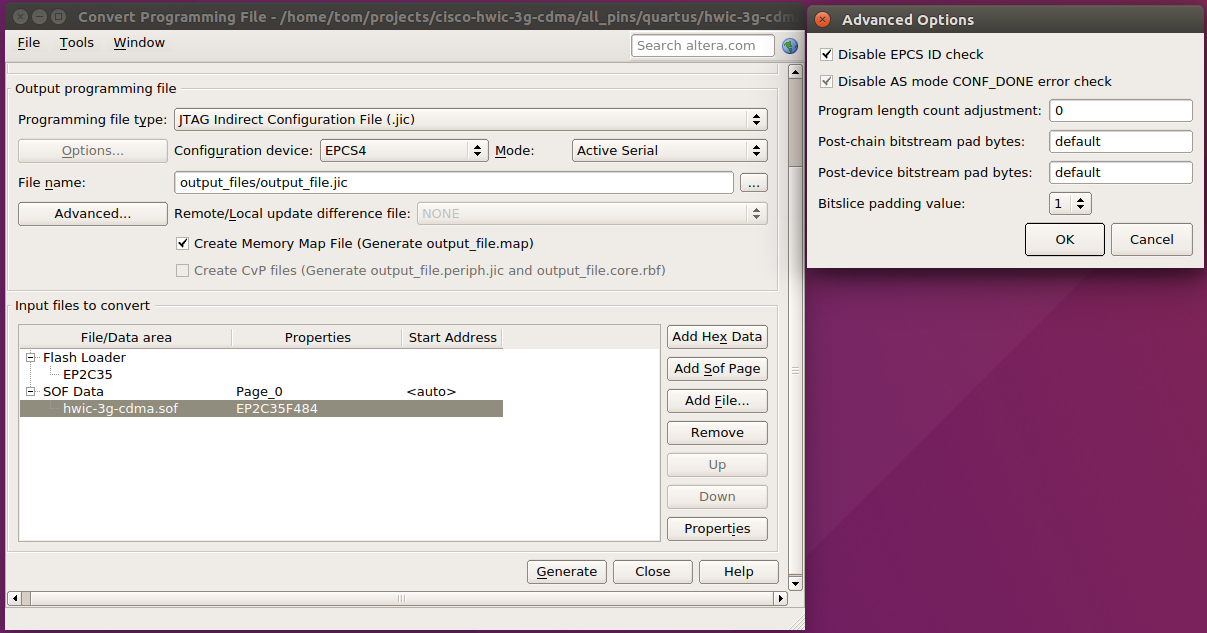 Convert Programming File - /home/tom/projects/cisco-hwic-3g-cdma/all_pins/quartus/hwic-3g-cdm
File Tools Window Search altera.com
Output programming file
Programming file type: JTAG Indirect Configuration File (.jic)
Options... Configuration device: EPCS4 Mode: Active Serial
File name: output_files/output_file.jic ...
Advanced... Remote/Local update difference file: NONE
Create Memory Map File (Generate output_file.map)
Create CvP files (Generate output_file.periph.jic and output_file.core.rbf)
Input files to convert
File/Data area Properties Start Address
Flash Loader
EP2C35
SOF Data Page_0 <auto>
hwic-3g-cdma.sof EP2C35F484
Add Hex Data
Add Sof Page
Add File...
Remove
Up
Down
Properties
Generate Close Help
Advanced Options
Disable EPCS ID check
Disable AS mode CONF_DONE error check
Program length count adjustment: 0
Post-chain bitstream pad bytes: default
Post-device bitstream pad bytes: default
Bitslice padding value: 1
OK Cancel